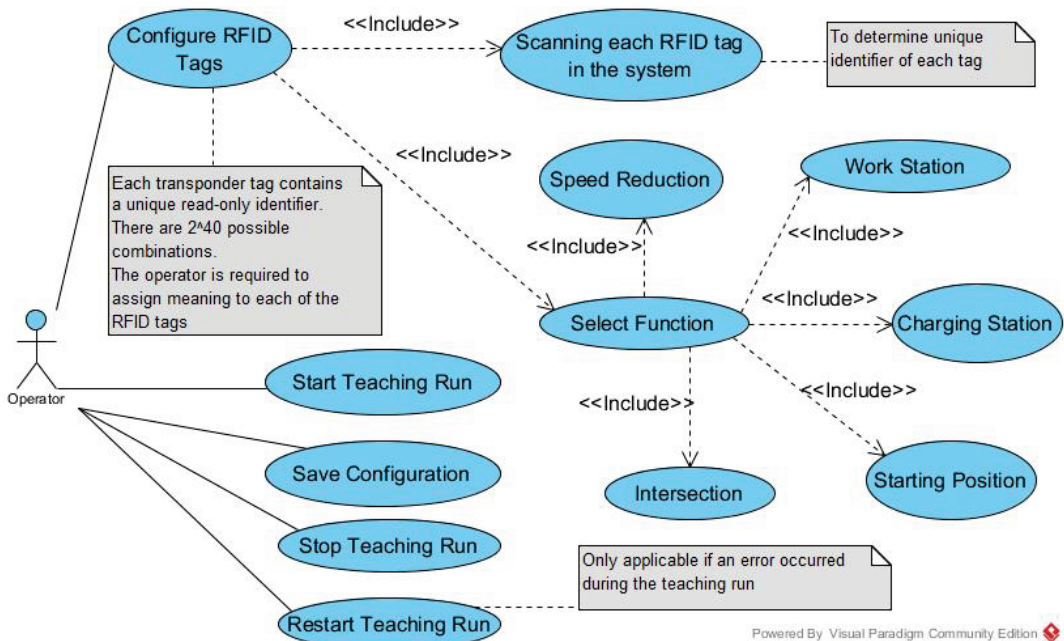 <<Include>>
Configure RFID
Tags
Scanning each RFID tag
in the system
To determine unique
identifier of each tag
<<Include>>
Each transponder tag contains
a unique read-only identifier.
There are 2^40 possible
combinations.
The operator is required to
assign meaning to each of the
RFID tags
Speed Reduction
Work Station
<<Include>>
<<Include>>
<<Include>>
Select Function
Charging Station
Operator
Start Teaching Run
<<Include>>
<<Include>>
Save Configuration
Intersection
Starting Position
Stop Teaching Run
Only applicable if an error occurred
during the teaching run
Restart Teaching Run
Powered By Visual Paradigm Community Edition